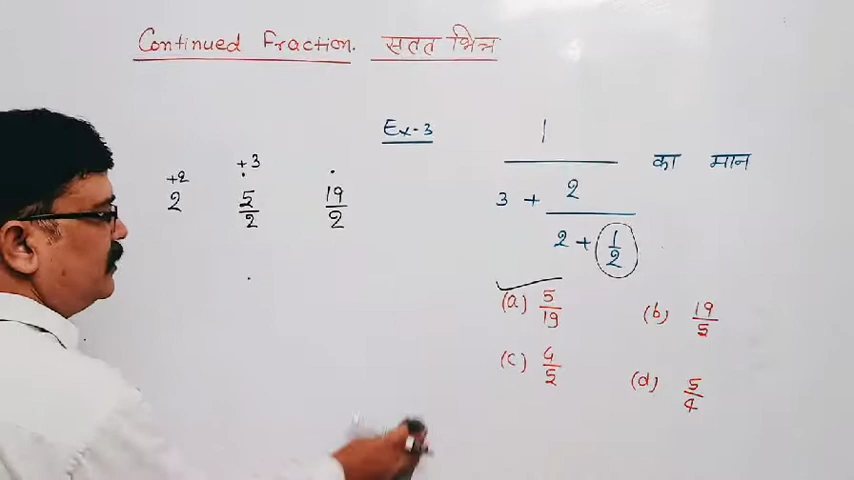 Continued Fraction. सतत भिन्न
Ex-3
1
3 +
2
2 + 1/2
का मान
+2
+3
2
5/2
19/2
(a) 5/19
(b) 19/5
(c) 4/5
(d) 5/4